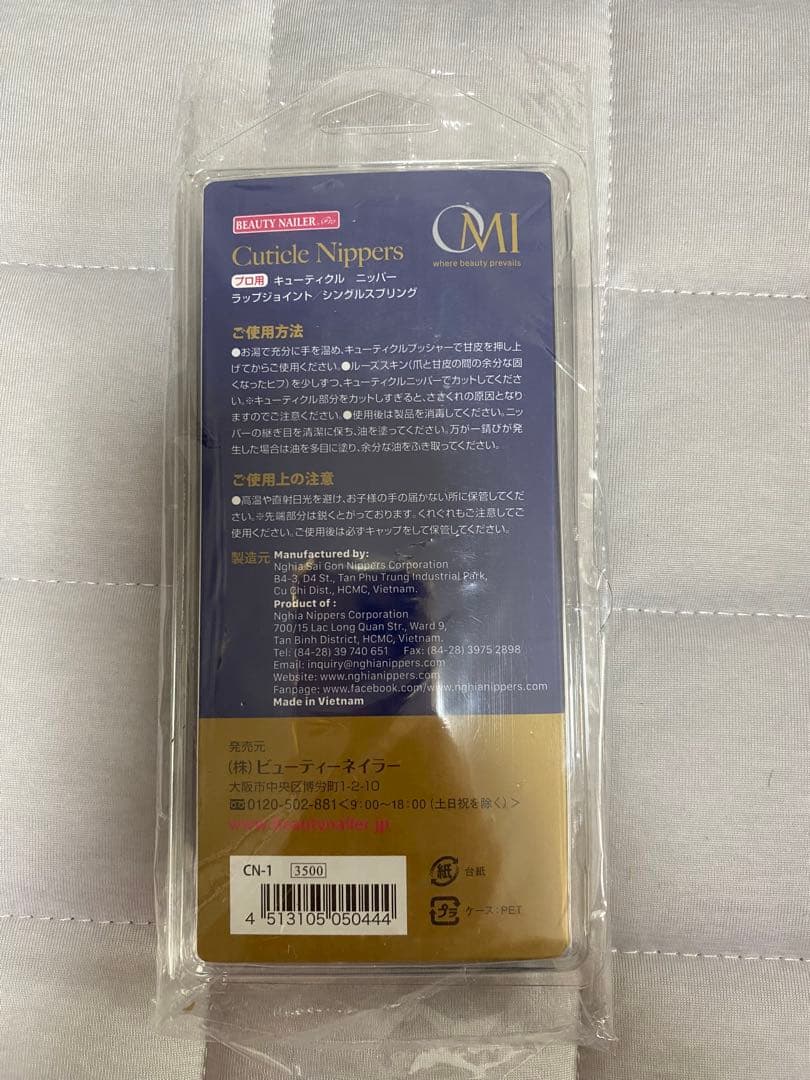 BEAUTY NAILER
OMI
where beauty prevails
Cuticle Nippers
プロ用 キューティクル ニッパー
ラップジョイント/シングルスプリング
ご使用方法
●お湯で充分に手を温め、キューティクルプッシャーで甘皮を押し上
げてからご使用ください。●ルーズスキン(爪と甘皮の間の余分な固
くなったヒフ)を少しずつ、キューティクルニッパーでカットしてくださ
い。※キューティクル部分をカットしすぎると、ささくれの原因となり
ますのでご注意ください。●使用後は製品を消毒してください。ニッ
パーの継ぎ目を清潔に保ち、油を塗ってください。万が一錆びが発
生した場合は油を多目に塗り、余分な油をふき取ってください。
ご使用上の注意
●高温や直射日光を避け、お子様の手の届かない所に保管してくだ
さい。※先端部分は鋭くとがっております。くれぐれもご注意してご
使用ください。ご使用後は必ずキャップをして保管してください。
製造元 Manufactured by:
Nghia Sai Gon Nippers Corporation
B4-3, D4 St., Tan Phu Trung Industrial Park,
Cu Chi Dist., HCMC, Vietnam.
Product of :
Nghia Nippers Corporation
700/15 Lac Long Quan Str., Ward 9,
Tan Binh District, HCMC, Vietnam.
Tel: (84-28) 39 740 651 Fax: (84-28) 3975 2898
Email: inquiry@nghianippers.com
Website: www.nghianippers.com
Fanpage: www.facebook.com/www.nghianippers.com
Made in Vietnam
発売元
(株)ビューティーネイラー
大阪市中央区博労町1-2-10
0120-502-881<9:00〜18:00(土日祝を除く)>
www.beautynailer.jp
CN-1 3500
4 513105 050444
紙 台紙
プラ ケース:PET